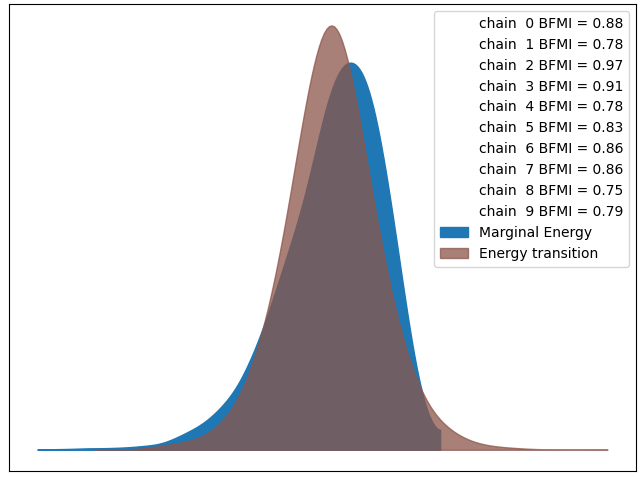 chain  0 BFMI = 0.88
chain  1 BFMI = 0.78
chain  2 BFMI = 0.97
chain  3 BFMI = 0.91
chain  4 BFMI = 0.78
chain  5 BFMI = 0.83
chain  6 BFMI = 0.86
chain  7 BFMI = 0.86
chain  8 BFMI = 0.75
chain  9 BFMI = 0.79
Marginal Energy
Energy transition